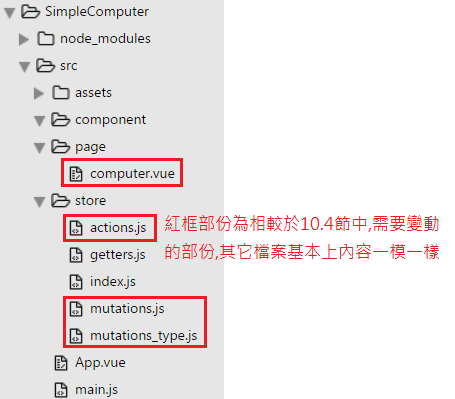 SimpleComputer
node_modules
src
assets
component
page
computer.vue
store
actions.js
紅框部份為相較於10.4節中,需要變動
的部份,其它檔案基本上內容一模一樣
getters.js
index.js
mutations.js
mutations_type.js
App.vue
main.js